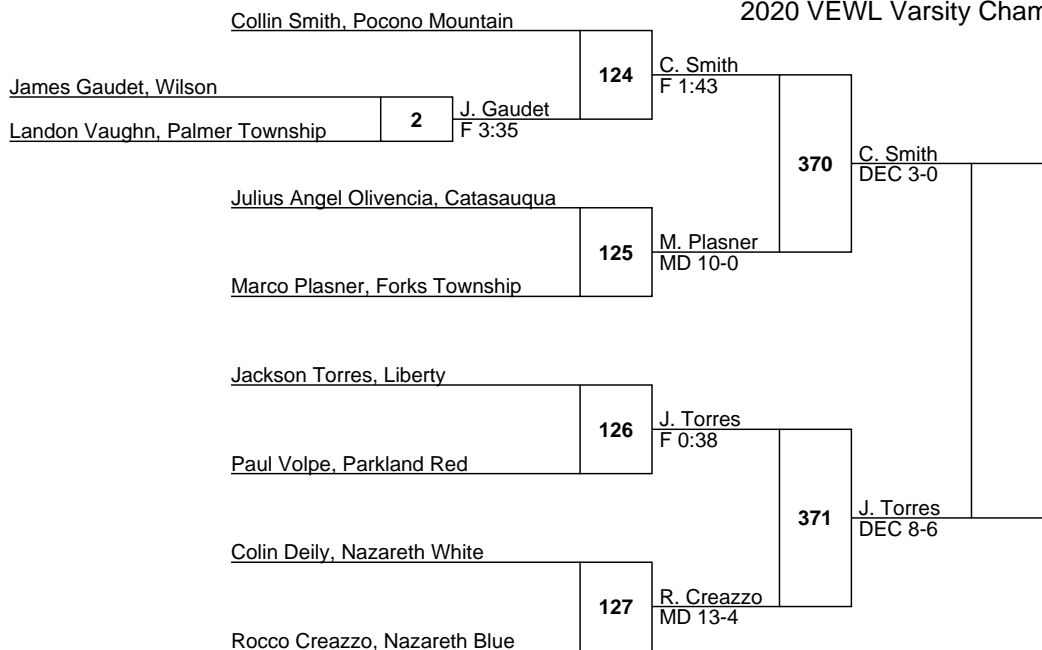 2020 VEWL Varsity Cham
Collin Smith, Pocono Mountain
124
C. Smith
F 1:43
James Gaudet, Wilson
2
J. Gaudet
F 3:35
Landon Vaughn, Palmer Township
370
C. Smith
DEC 3-0
Julius Angel Olivencia, Catasauqua
125
M. Plasner
MD 10-0
Marco Plasner, Forks Township
Jackson Torres, Liberty
126
J. Torres
F 0:38
Paul Volpe, Parkland Red
371
J. Torres
DEC 8-6
Colin Deily, Nazareth White
127
R. Creazzo
MD 13-4
Rocco Creazzo, Nazareth Blue